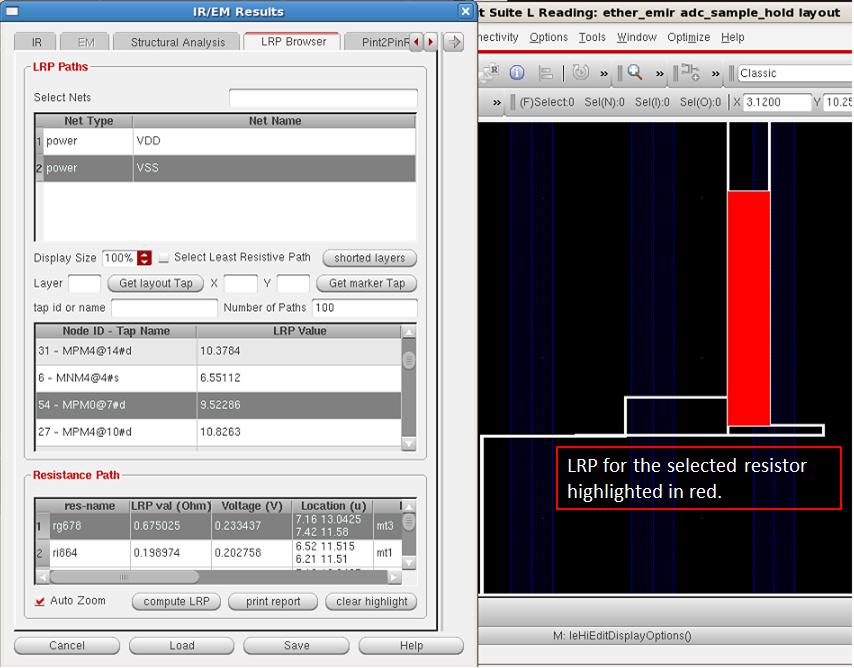 IR/EM Results
IR
EM
Structural Analysis
LRP Browser
Pint2PinR
LRP Paths
Select Nets
Net Type Net Name
1 power VDD
2 power VSS
Display Size 100% Select Least Resistive Path shorted layers
Layer Get layout Tap X Y Get marker Tap
tap id or name Number of Paths 100
Node ID - Tap Name LRP Value
31 - MPM4@14#d 10.3784
6 - MNM4@4#s 6.55112
54 - MPM0@7#d 9.52286
27 - MPM4@10#d 10.8263
Resistance Path
res-name LRP val (Ohm) Voltage (V) Location (u)
1 rg678 0.675025 0.233437 7.16 13.0425 mt3
7.42 11.58
2 ri864 0.198974 0.202758 6.52 11.515 mt1
6.21 11.51
Auto Zoom compute LRP print report clear highlight
Cancel Load Save Help
t Suite L Reading: ether_emir adc_sample_hold layout
nectivity Options Tools Window Optimize Help
» » » Classic
» (F)Select:0 Sel(N):0 Sel(I):0 Sel(O):0 X 3.1200 Y 10.25
LRP for the selected resistor
highlighted in red.
M: leHiEditDisplayOptions()